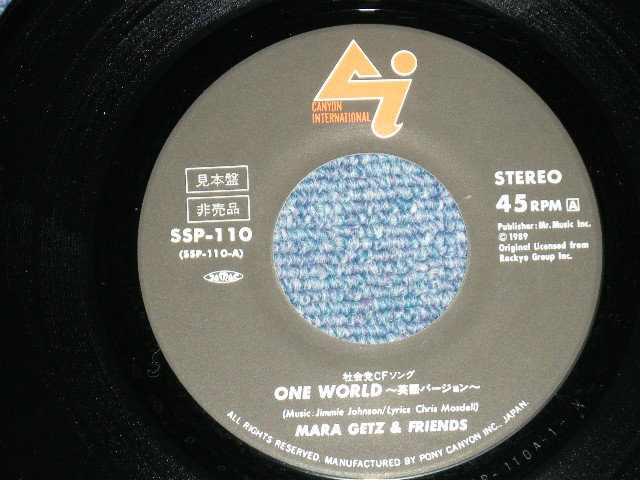 CANYON
INTERNATIONAL
見本盤
非売品
SSP-110
(SSP-110-A)
STEREO
45 RPM A
Publisher: Mr. Music Inc.
© 1989
Original Licensed from
Rockyo Group Inc.
社会党CFソング
ONE WORLD ～英語バージョン～
(Music: Jimmie Johnson/Lyrics Chris Mosdell)
MARA GETZ & FRIENDS
ALL RIGHTS RESERVED. MANUFACTURED BY PONY CANYON INC., JAPAN.